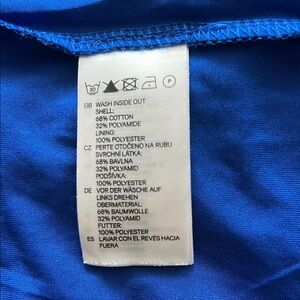 30 P
GB WASH INSIDE OUT
SHELL:
68% COTTON
32% POLYAMIDE
LINING:
100% POLYESTER
CZ PERTE OTOČENO NA RUBU
SVRCHNÍ LÁTKA:
68% BAVLNA
32% POLYAMID
PODŠÍVKA:
100% POLYESTER
DE VOR DER WÄSCHE AUF
LINKS DREHEN
OBERMATERIAL:
68% BAUMWOLLE
32% POLYAMID
FUTTER:
100% POLYESTER
ES LAVAR CON EL REVÉS HACIA
FUERA